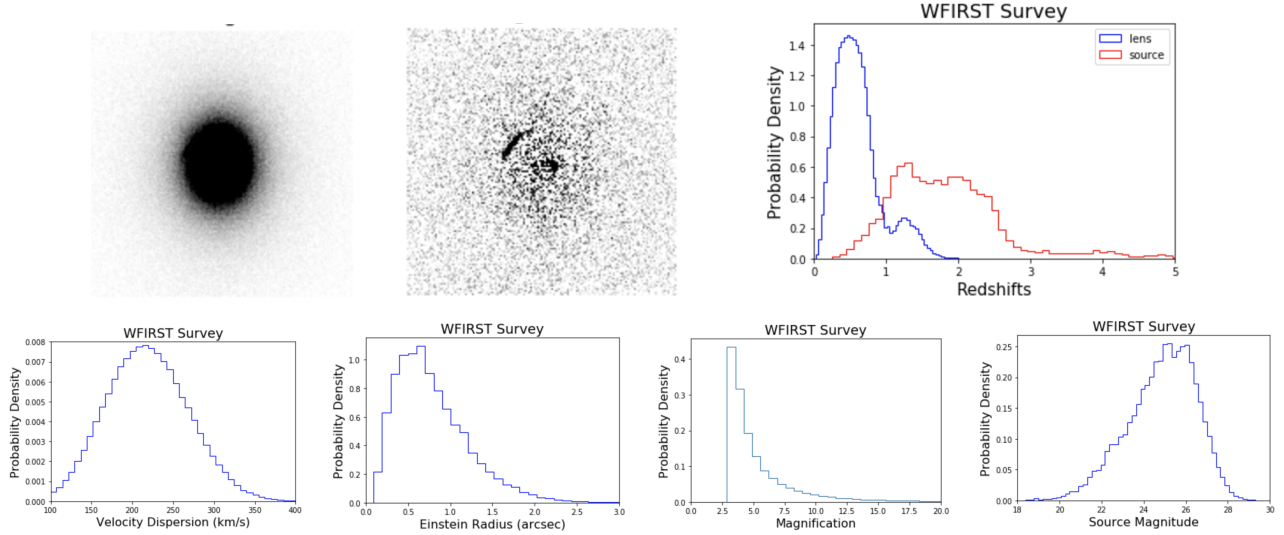 WFIRST Survey
lens
source
Probability Density
1.4
1.2
1.0
0.8
0.6
0.4
0.2
0.0
0 1 2 3 4 5
Redshifts
WFIRST Survey
Probability Density
0.008
0.007
0.006
0.005
0.004
0.003
0.002
0.001
0.000
100 150 200 250 300 350 400
Velocity Dispersion (km/s)
WFIRST Survey
Probability Density
1.0
0.8
0.6
0.4
0.2
0.0
0.0 0.5 1.0 1.5 2.0 2.5 3.0
Einstein Radius (arcsec)
WFIRST Survey
Probability Density
0.4
0.3
0.2
0.1
0.0
0.0 2.5 5.0 7.5 10.0 12.5 15.0 17.5 20.0
Magnification
WFIRST Survey
Probability Density
0.25
0.20
0.15
0.10
0.05
0.00
18 20 22 24 26 28 30
Source Magnitude